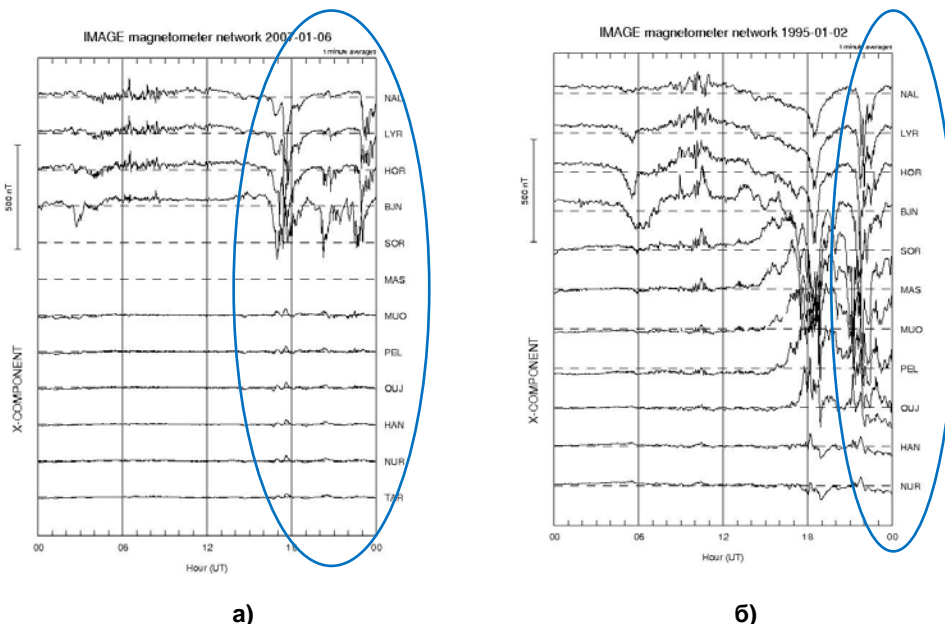 IMAGE magnetometer network 2007-01-06
1 minute averages
NAL
LYR
HOR
BJN
SOR
MAS
MUO
PEL
OUJ
HAN
NUR
TAR
500 nT
X-COMPONENT
00 06 12 18 00
Hour (UT)
а)
IMAGE magnetometer network 1995-01-02
1 minute averages
NAL
LYR
HOR
BJN
SOR
MAS
MUO
PEL
OUJ
HAN
NUR
500 nT
X-COMPONENT
00 06 12 18 00
Hour (UT)
б)